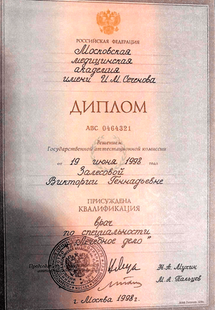 РОССИЙСКАЯ ФЕДЕРАЦИЯ
Московская
медицинская
академия
имени И.М. Сеченова
ДИПЛОМ
АВС 0464321
Решением
Государственной аттестационной комиссии
от 19 июня 1998 года
Залесовой
Виктории Геннадьевне
ПРИСУЖДЕНА
КВАЛИФИКАЦИЯ
врач
по специальности
"Лечебное дело"
Н.А. Мухин
М.А. Пальцев
г. Москва 1998 г.